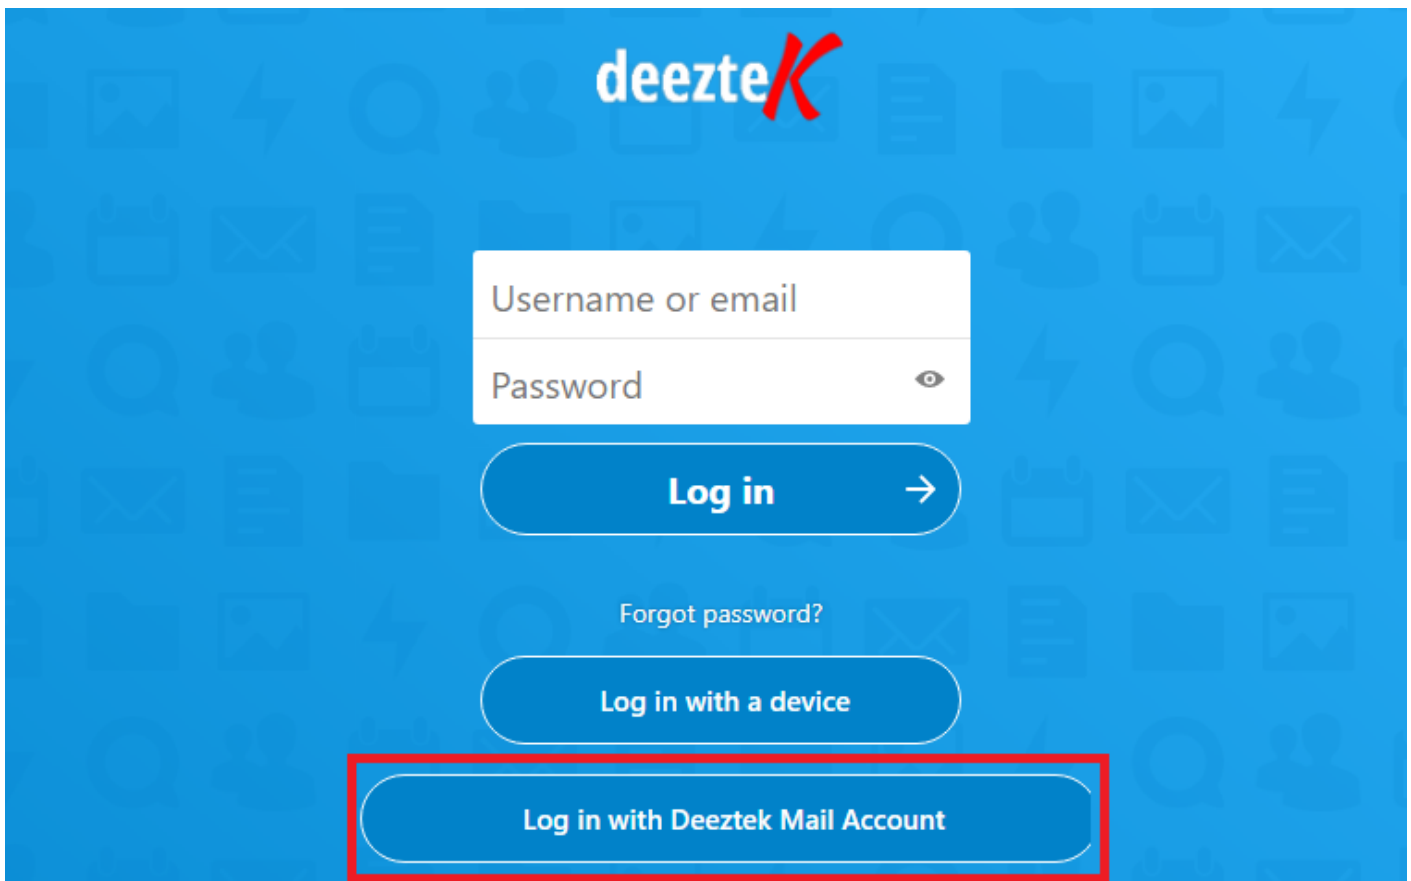 deezteK
Username or email
Password
Log in
Forgot password?
Log in with a device
Log in with Deeztek Mail Account